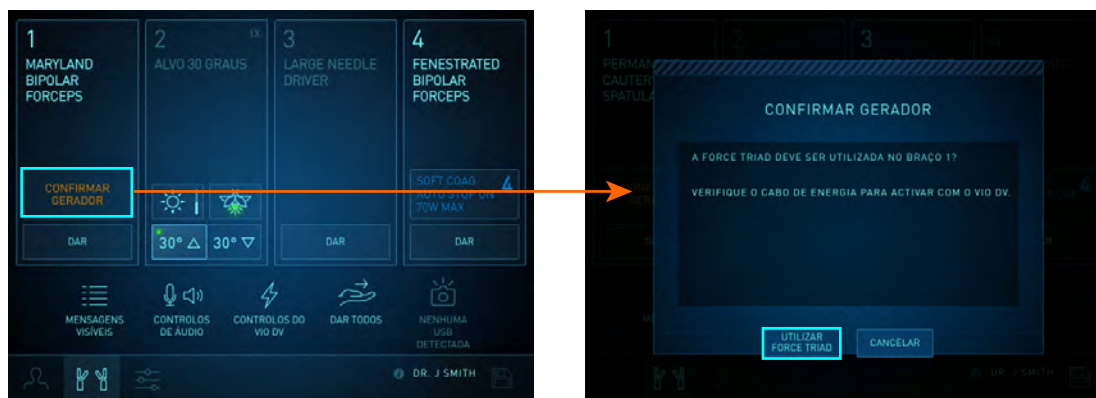 1
MARYLAND
BIPOLAR
FORCEPS
CONFIRMAR
GERADOR
DAR
2
1X
ALVO 30 GRAUS
30°
30°
3
LARGE NEEDLE
DRIVER
DAR
4
FENESTRATED
BIPOLAR
FORCEPS
SOFT COAG
4
AUTO STOP ON
70W MAX
DAR
MENSAGENS
VISÍVEIS
CONTROLOS
DE ÁUDIO
CONTROLOS DO
VIO DV
DAR TODOS
NENHUMA
USB
DETECTADA
DR. J SMITH
1
3
4
CAUTER
SPATULA
CONFIRMAR GERADOR
A FORCE TRIAD DEVE SER UTILIZADA NO BRAÇO 1?
VERIFIQUE O CABO DE ENERGIA PARA ACTIVAR COM O VIO DV.
4
UTILIZAR
FORCE TRIAD
CANCELAR
DR. J SMITH